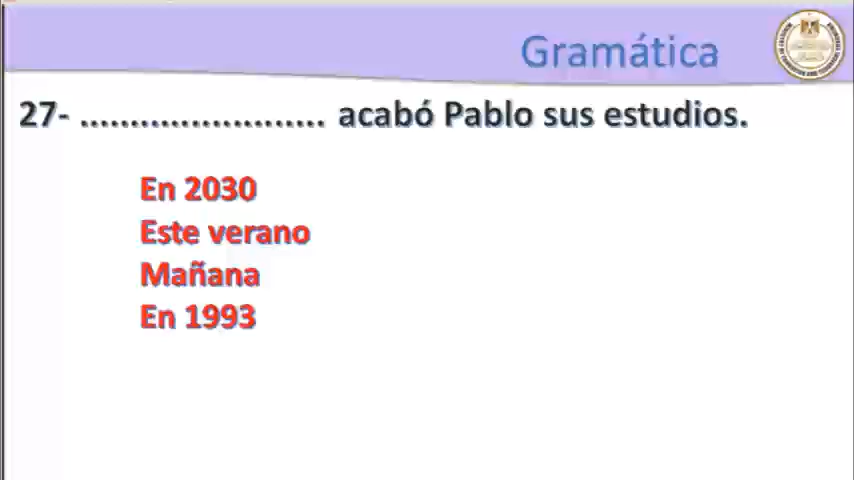 Gramática
27- ........................ acabó Pablo sus estudios.
En 2030
Este verano
Mañana
En 1993